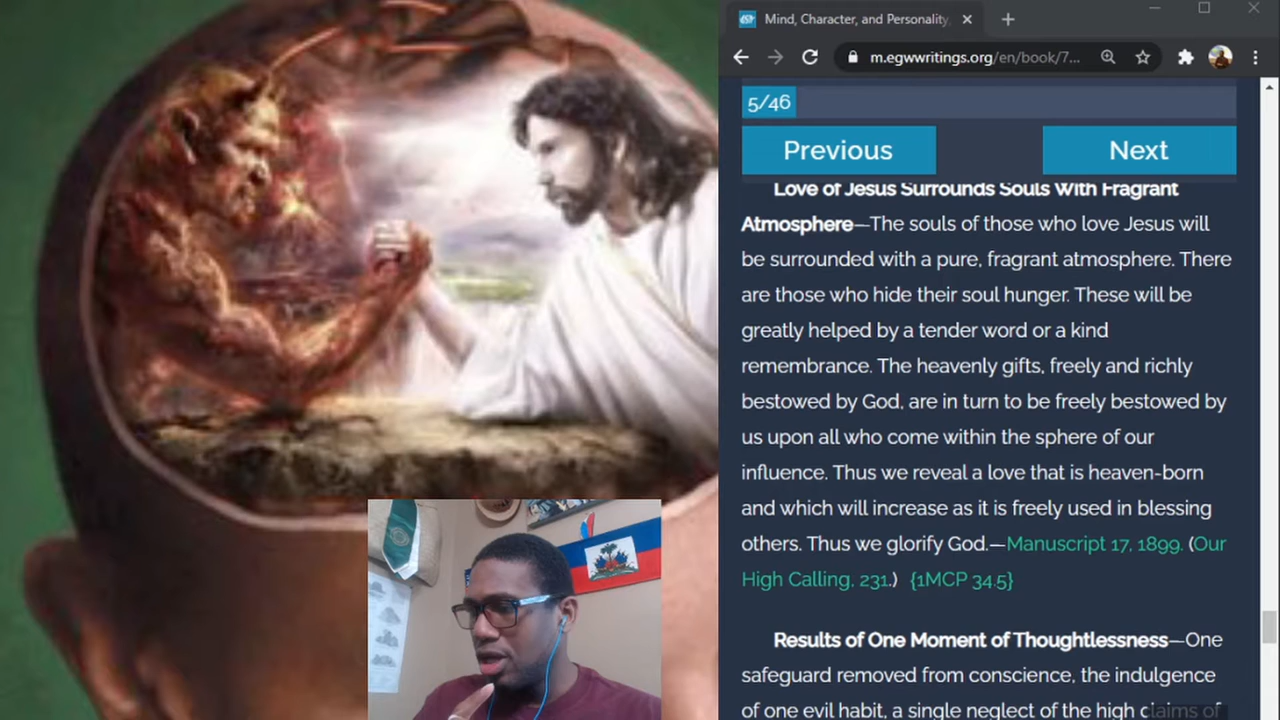 Mind, Character, and Personality
m.egwwritings.org/en/book/7...
5/46
Previous
Next
Love of Jesus Surrounds Souls With Fragrant
Atmosphere—The souls of those who love Jesus will
be surrounded with a pure, fragrant atmosphere. There
are those who hide their soul hunger. These will be
greatly helped by a tender word or a kind
remembrance. The heavenly gifts, freely and richly
bestowed by God, are in turn to be freely bestowed by
us upon all who come within the sphere of our
influence. Thus we reveal a love that is heaven-born
and which will increase as it is freely used in blessing
others. Thus we glorify God.—Manuscript 17, 1899. (Our
High Calling, 231.) {1MCP 34.5}
Results of One Moment of Thoughtlessness—One
safeguard removed from conscience, the indulgence
of one evil habit, a single neglect of the high claims of